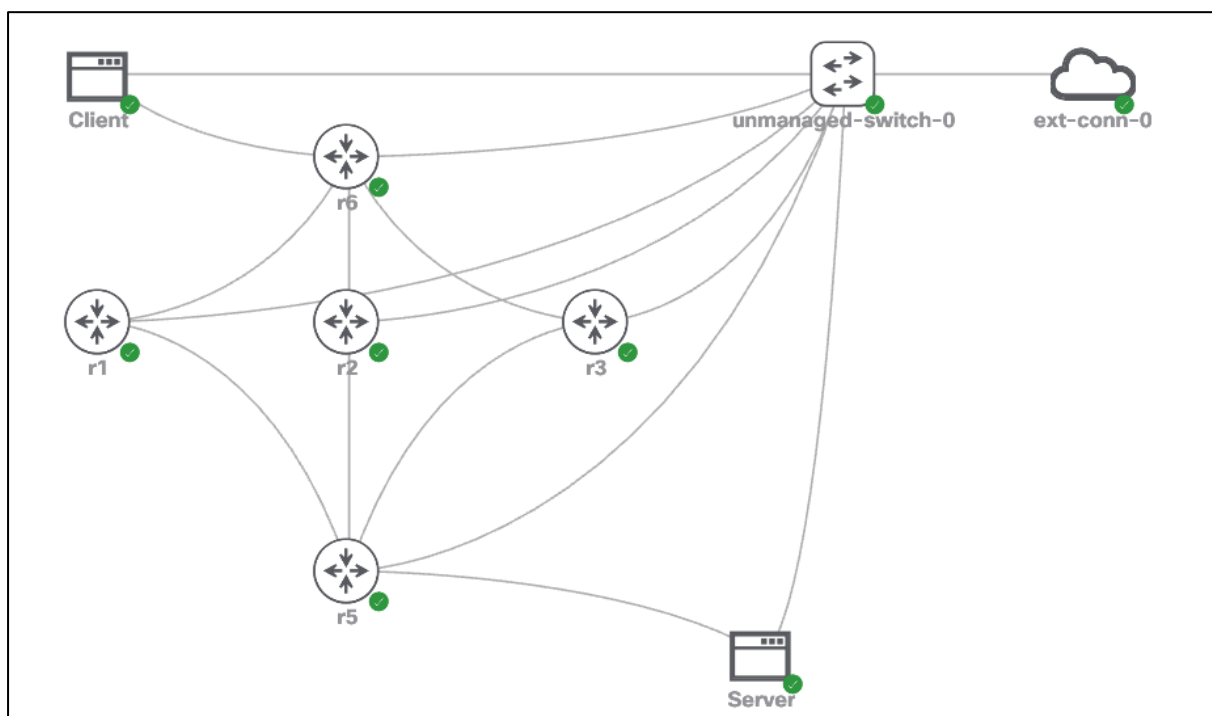 Client
unmanaged-switch-0
ext-conn-0
r6
r1
r2
r3
r5
Server